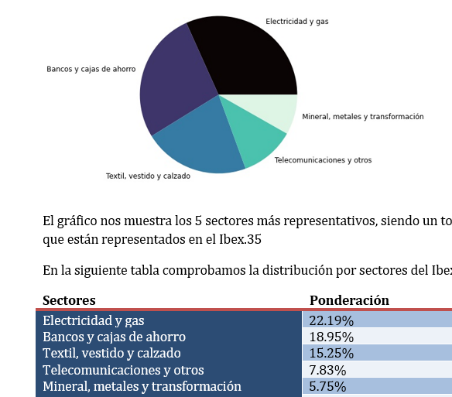 Electricidad y gas
Bancos y cajas de ahorro
Mineral, metales y transformación
Telecomunicaciones y otros
Textil, vestido y calzado
El gráfico nos muestra los 5 sectores más representativos, siendo un to
que están representados en el Ibex.35
En la siguiente tabla comprobamos la distribución por sectores del Ibe
Sectores Ponderación
Electricidad y gas 22.19%
Bancos y cajas de ahorro 18.95%
Textil, vestido y calzado 15.25%
Telecomunicaciones y otros 7.83%
Mineral, metales y transformación 5.75%